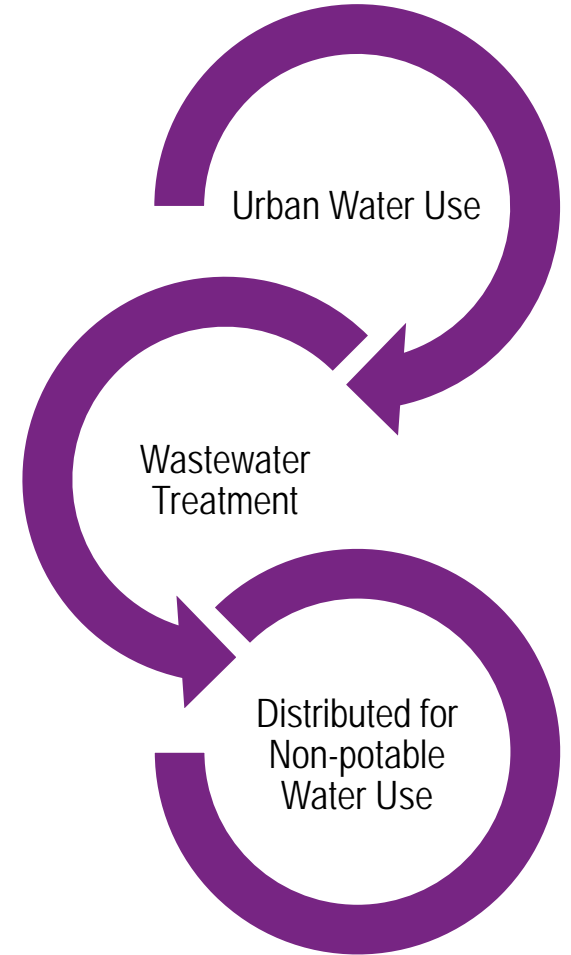 Urban Water Use
Wastewater
Treatment
Distributed for
Non-potable
Water Use